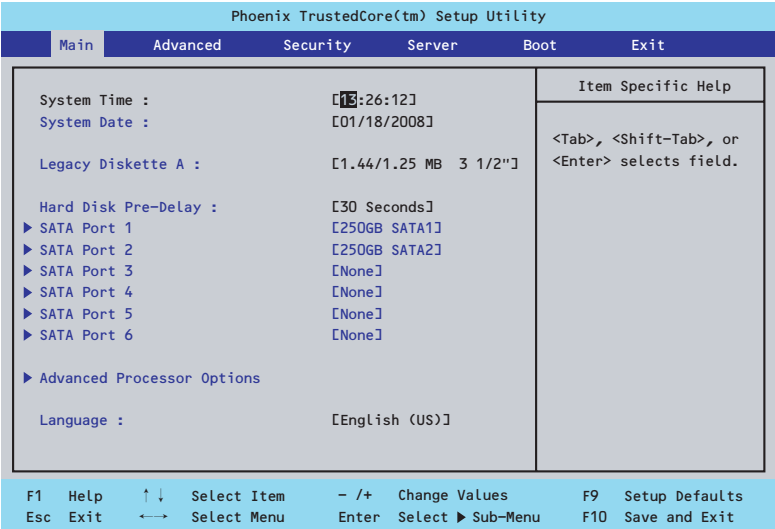 Phoenix TrustedCore(tm) Setup Utility
Main Advanced Security Server Boot Exit
Item Specific Help
System Time : [13:26:12]
System Date : [01/18/2008]
<Tab>, <Shift-Tab>, or
<Enter> selects field.
Legacy Diskette A : [1.44/1.25 MB 3 1/2"]
Hard Disk Pre-Delay : [30 Seconds]
▶ SATA Port 1 [250GB SATA1]
▶ SATA Port 2 [250GB SATA2]
▶ SATA Port 3 [None]
▶ SATA Port 4 [None]
▶ SATA Port 5 [None]
▶ SATA Port 6 [None]
▶ Advanced Processor Options
Language : [English (US)]
F1 Help ↑↓ Select Item - /+ Change Values F9 Setup Defaults
Esc Exit ←→ Select Menu Enter Select ▶ Sub-Menu F10 Save and Exit